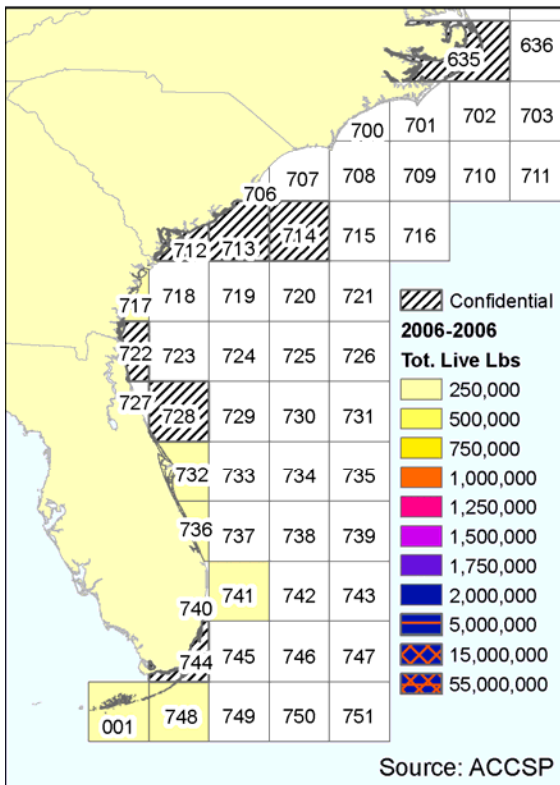 635 636
700 701 702 703
706 707 708 709 710 711
712 713 714 715 716
717 718 719 720 721
722 723 724 725 726
727 728 729 730 731
732 733 734 735
736 737 738 739
740 741 742 743
744 745 746 747
001 748 749 750 751
Confidential
2006-2006
Tot. Live Lbs
250,000
500,000
750,000
1,000,000
1,250,000
1,500,000
1,750,000
2,000,000
5,000,000
15,000,000
55,000,000
Source: ACCSP